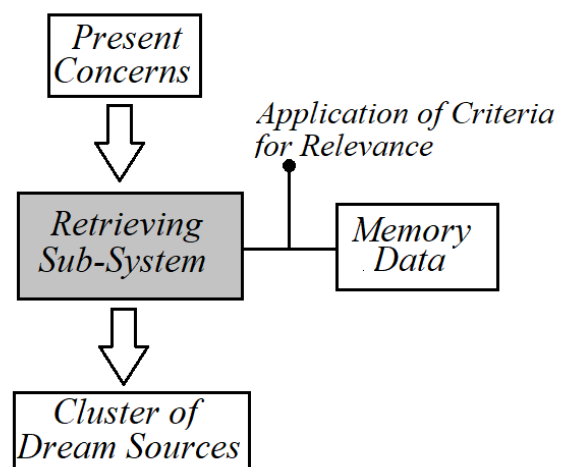 Present
Concerns
Application of Criteria
for Relevance
Retrieving
Sub-System
Memory
Data
Cluster of
Dream Sources